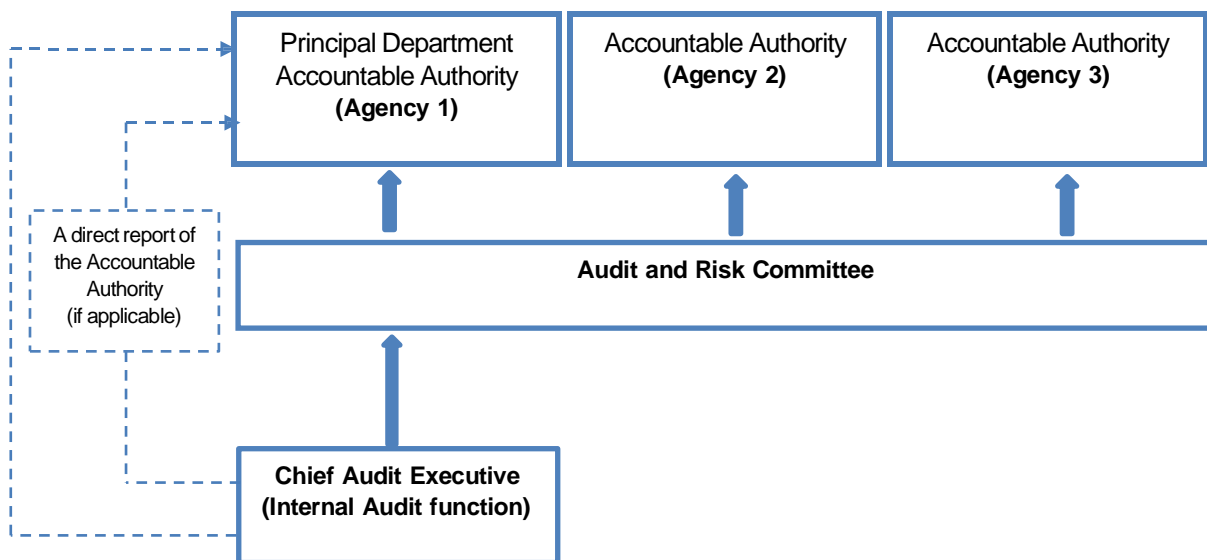 Principal Department
Accountable Authority
(Agency 1)
Accountable Authority
(Agency 2)
Accountable Authority
(Agency 3)
A direct report of
the Accountable
Authority
(if applicable)
Audit and Risk Committee
Chief Audit Executive
(Internal Audit function)